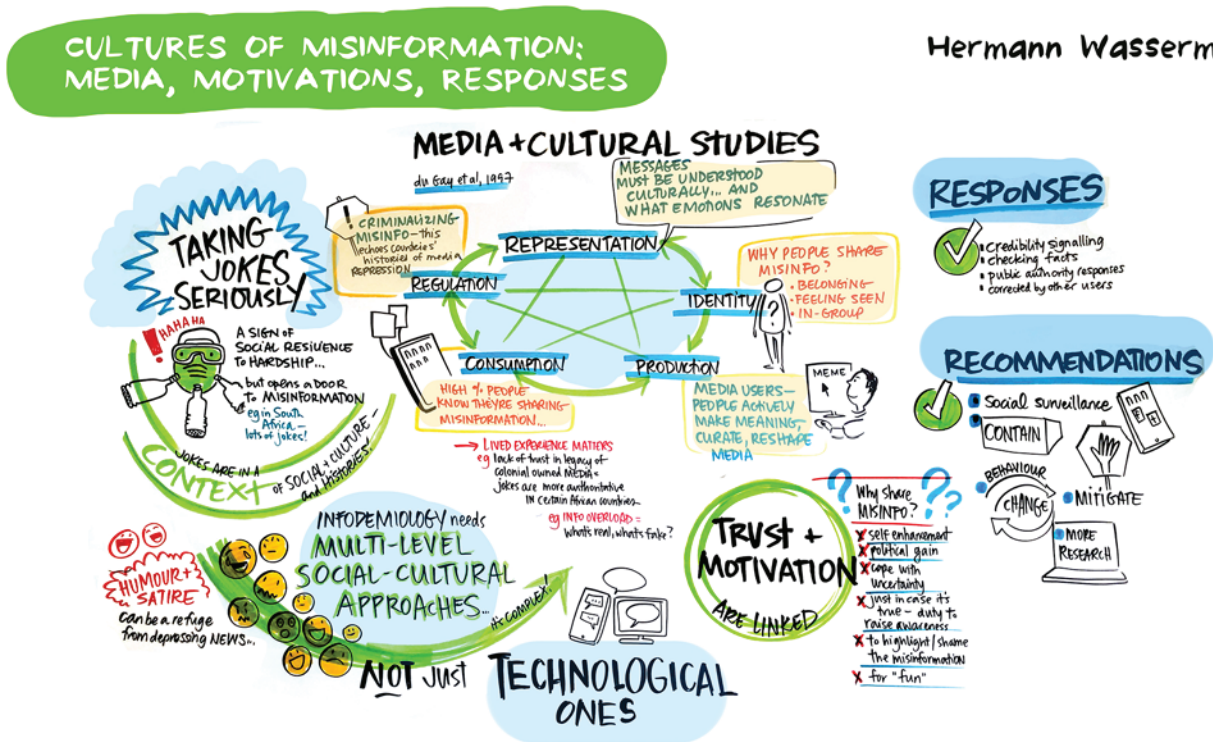 CULTURES OF MISINFORMATION:
MEDIA, MOTIVATIONS, RESPONSES
Hermann Wasserm
MEDIA + CULTURAL STUDIES
du Gay et al, 1997
TAKING
JOKES
SERIOUSLY
! HAHAHA
A SIGN OF
SOCIAL RESILIENCE
TO HARDSHIP...
but opens a DOOR
to MISINFORMATION
eg in South
Africa—
lots of jokes!
JOKES ARE IN A
CONTEXT OF SOCIAL + CULTURE—
and HISTORIES...
!
CRIMINALIZING
MISINFO—this
echoes countries'
histories of media
REPRESSION
MESSAGES
MUST BE UNDERSTOOD
CULTURALLY... AND
WHAT EMOTIONS RESONATE
REPRESENTATION
REGULATION
IDENTITY
CONSUMPTION
PRODUCTION
WHY PEOPLE SHARE
MISINFO?
• BELONGING
• FEELING SEEN
• IN-GROUP
?
HIGH % PEOPLE
KNOW THEY'RE SHARING
MISINFORMATION...
MEDIA USERS—
PEOPLE ACTIVELY
MAKE MEANING,
CURATE, RESHAPE
MEDIA
MEME
→ LIVED EXPERIENCE MATTERS
eg lack of trust in legacy of
colonial owned MEDIA=
jokes are more authoritative
IN certain African countries..
eg INFO OVERLOAD =
what's real, what's fake?
HUMOUR +
SATIRE
can be a refuge
from depressing NEWS...
INFODEMIOLOGY needs
MULTI-LEVEL
SOCIAL-CULTURAL
APPROACHES...
it's COMPLEX!
NOT Just TECHNOLOGICAL
ONES
TRUST +
MOTIVATION
ARE LINKED
? Why share ??
MISINFO?
x self enhancement
x political gain
x cope with
uncertainty
x just in case it's
true - duty to
raise awareness
x to highlight/shame
the misinformation
x for "fun"
RESPONSES
• credibility signalling
• checking facts
• public authority responses
• corrected by other users
RECOMMENDATIONS
• Social surveillance
• CONTAIN
• BEHAVIOUR
CHANGE
• MitiGATE
• MORE
RESEARCH